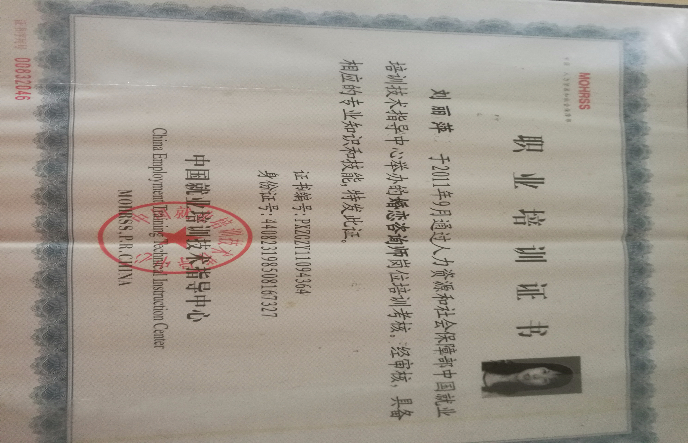 MOHRSS
职业培训证书
刘丽萍 于2011年9月通过人力资源和社会保障部中国就业
培训技术指导中心举办的婚恋咨询师岗位培训考核。经审核，具备
相应的专业知识和技能，特发此证。
证书编号：PXZGZY11094364
身份证号：440823198508167327
中国就业培训技术指导中心
China Employment Training Technical Instruction Center
MOHRSS.P.R.CHINA
00832046